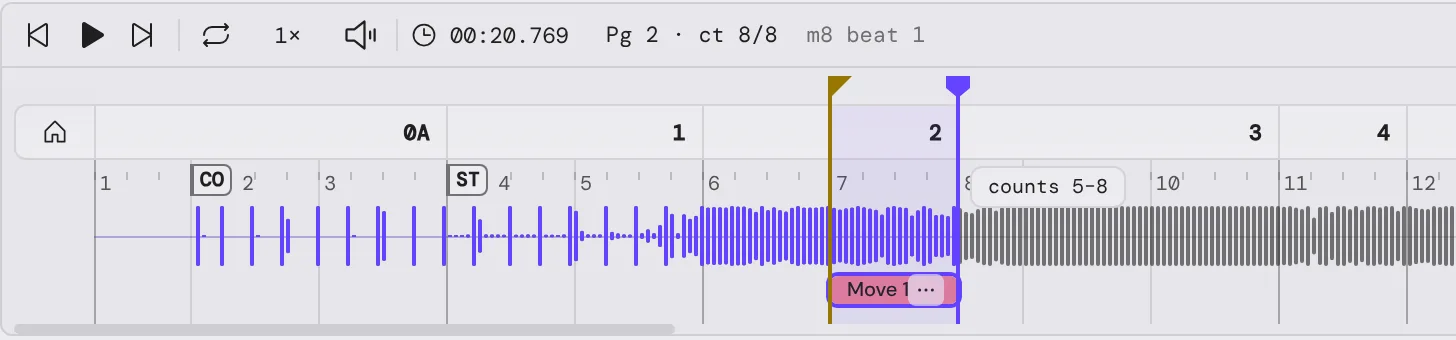 1× 00:20.769 Pg 2 · ct 8/8 m8 beat 1
0A 1 2 3 4
1 CO 2 3 ST 4 5 6 7 8 counts 5-8 10 11 12
Move 1 ···